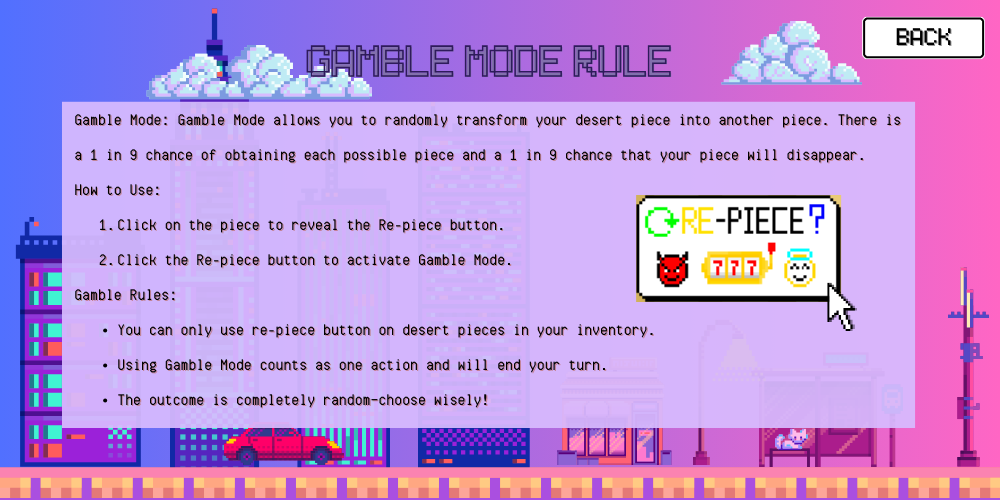 BACK
GAMBLE MODE RULE
Gamble Mode: Gamble Mode allows you to randomly transform your desert piece into another piece. There is
a 1 in 9 chance of obtaining each possible piece and a 1 in 9 chance that your piece will disappear.
How to Use:
1. Click on the piece to reveal the Re-piece button.
2. Click the Re-piece button to activate Gamble Mode.
RE-PIECE?
777
Gamble Rules:
• You can only use re-piece button on desert pieces in your inventory.
• Using Gamble Mode counts as one action and will end your turn.
• The outcome is completely random-choose wisely!